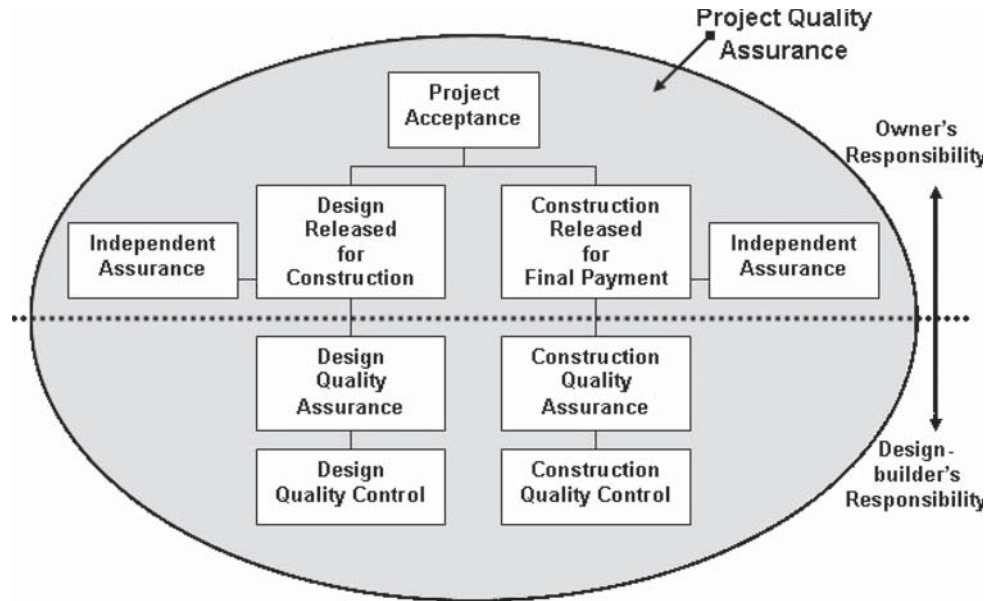 Project Quality
Assurance
Project
Acceptance
Owner's
Responsibility
Design
Released
for
Construction
Construction
Released
for
Final Payment
Independent
Assurance
Independent
Assurance
Design
Quality
Assurance
Construction
Quality
Assurance
Design
Quality Control
Construction
Quality Control
Design-
builder's
Responsibility